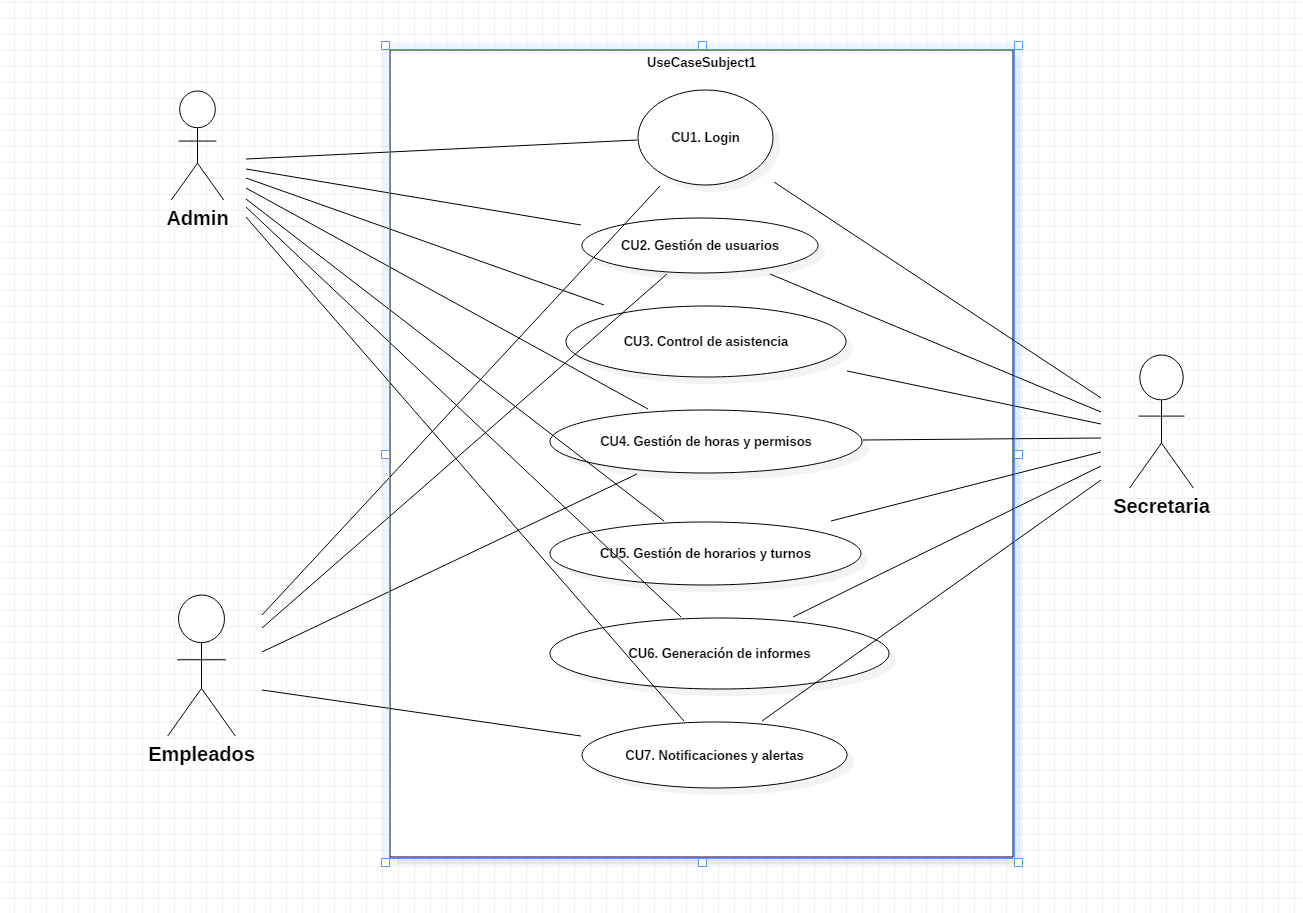 UseCaseSubject1
CU1. Login
Admin
CU2. Gestión de usuarios
CU3. Control de asistencia
CU4. Gestión de horas y permisos
Secretaria
CU5. Gestión de horarios y turnos
CU6. Generación de informes
Empleados
CU7. Notificaciones y alertas